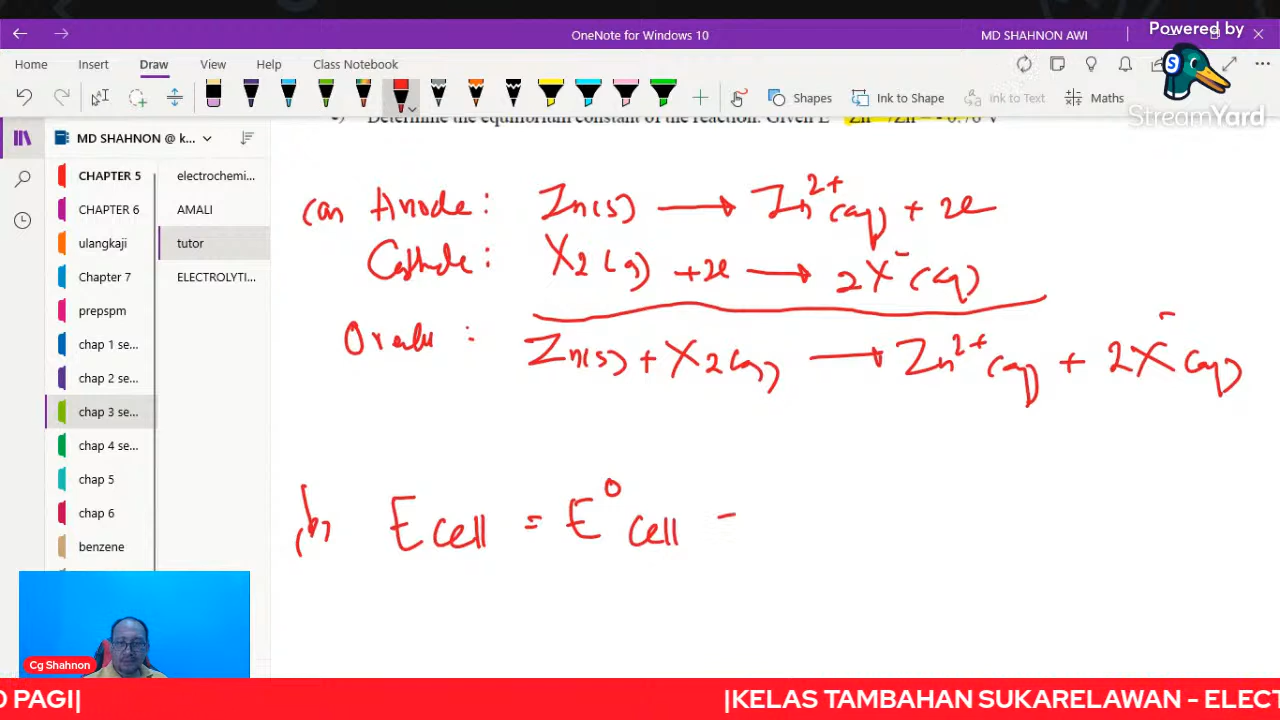 OneNote for Windows 10
MD SHAHNON AWI
Powered by
StreamYard
Home Insert Draw View Help Class Notebook
Shapes Ink to Shape Ink to Text Maths
MD SHAHNON @ k...
CHAPTER 5
CHAPTER 6
ulangkaji
Chapter 7
prepspm
chap 1 se...
chap 2 se...
chap 3 se...
chap 4 se...
chap 5
chap 6
benzene
electrochemi...
AMALI
tutor
ELECTROLYTI...
Determine the equilibrium constant of the reaction. Given E
Anode : Zn(s) → Zn²⁺(aq) + 2e
Cathode : X₂(g) + 2e → 2X⁻(aq)
: Zn(s) + X₂(g) → Zn²⁺(aq) + 2X⁻(aq)
(b) E cell = E⁰ cell –
Cg Shahnon
D PAGI| |KELAS TAMBAHAN SUKARELAWAN - ELECT